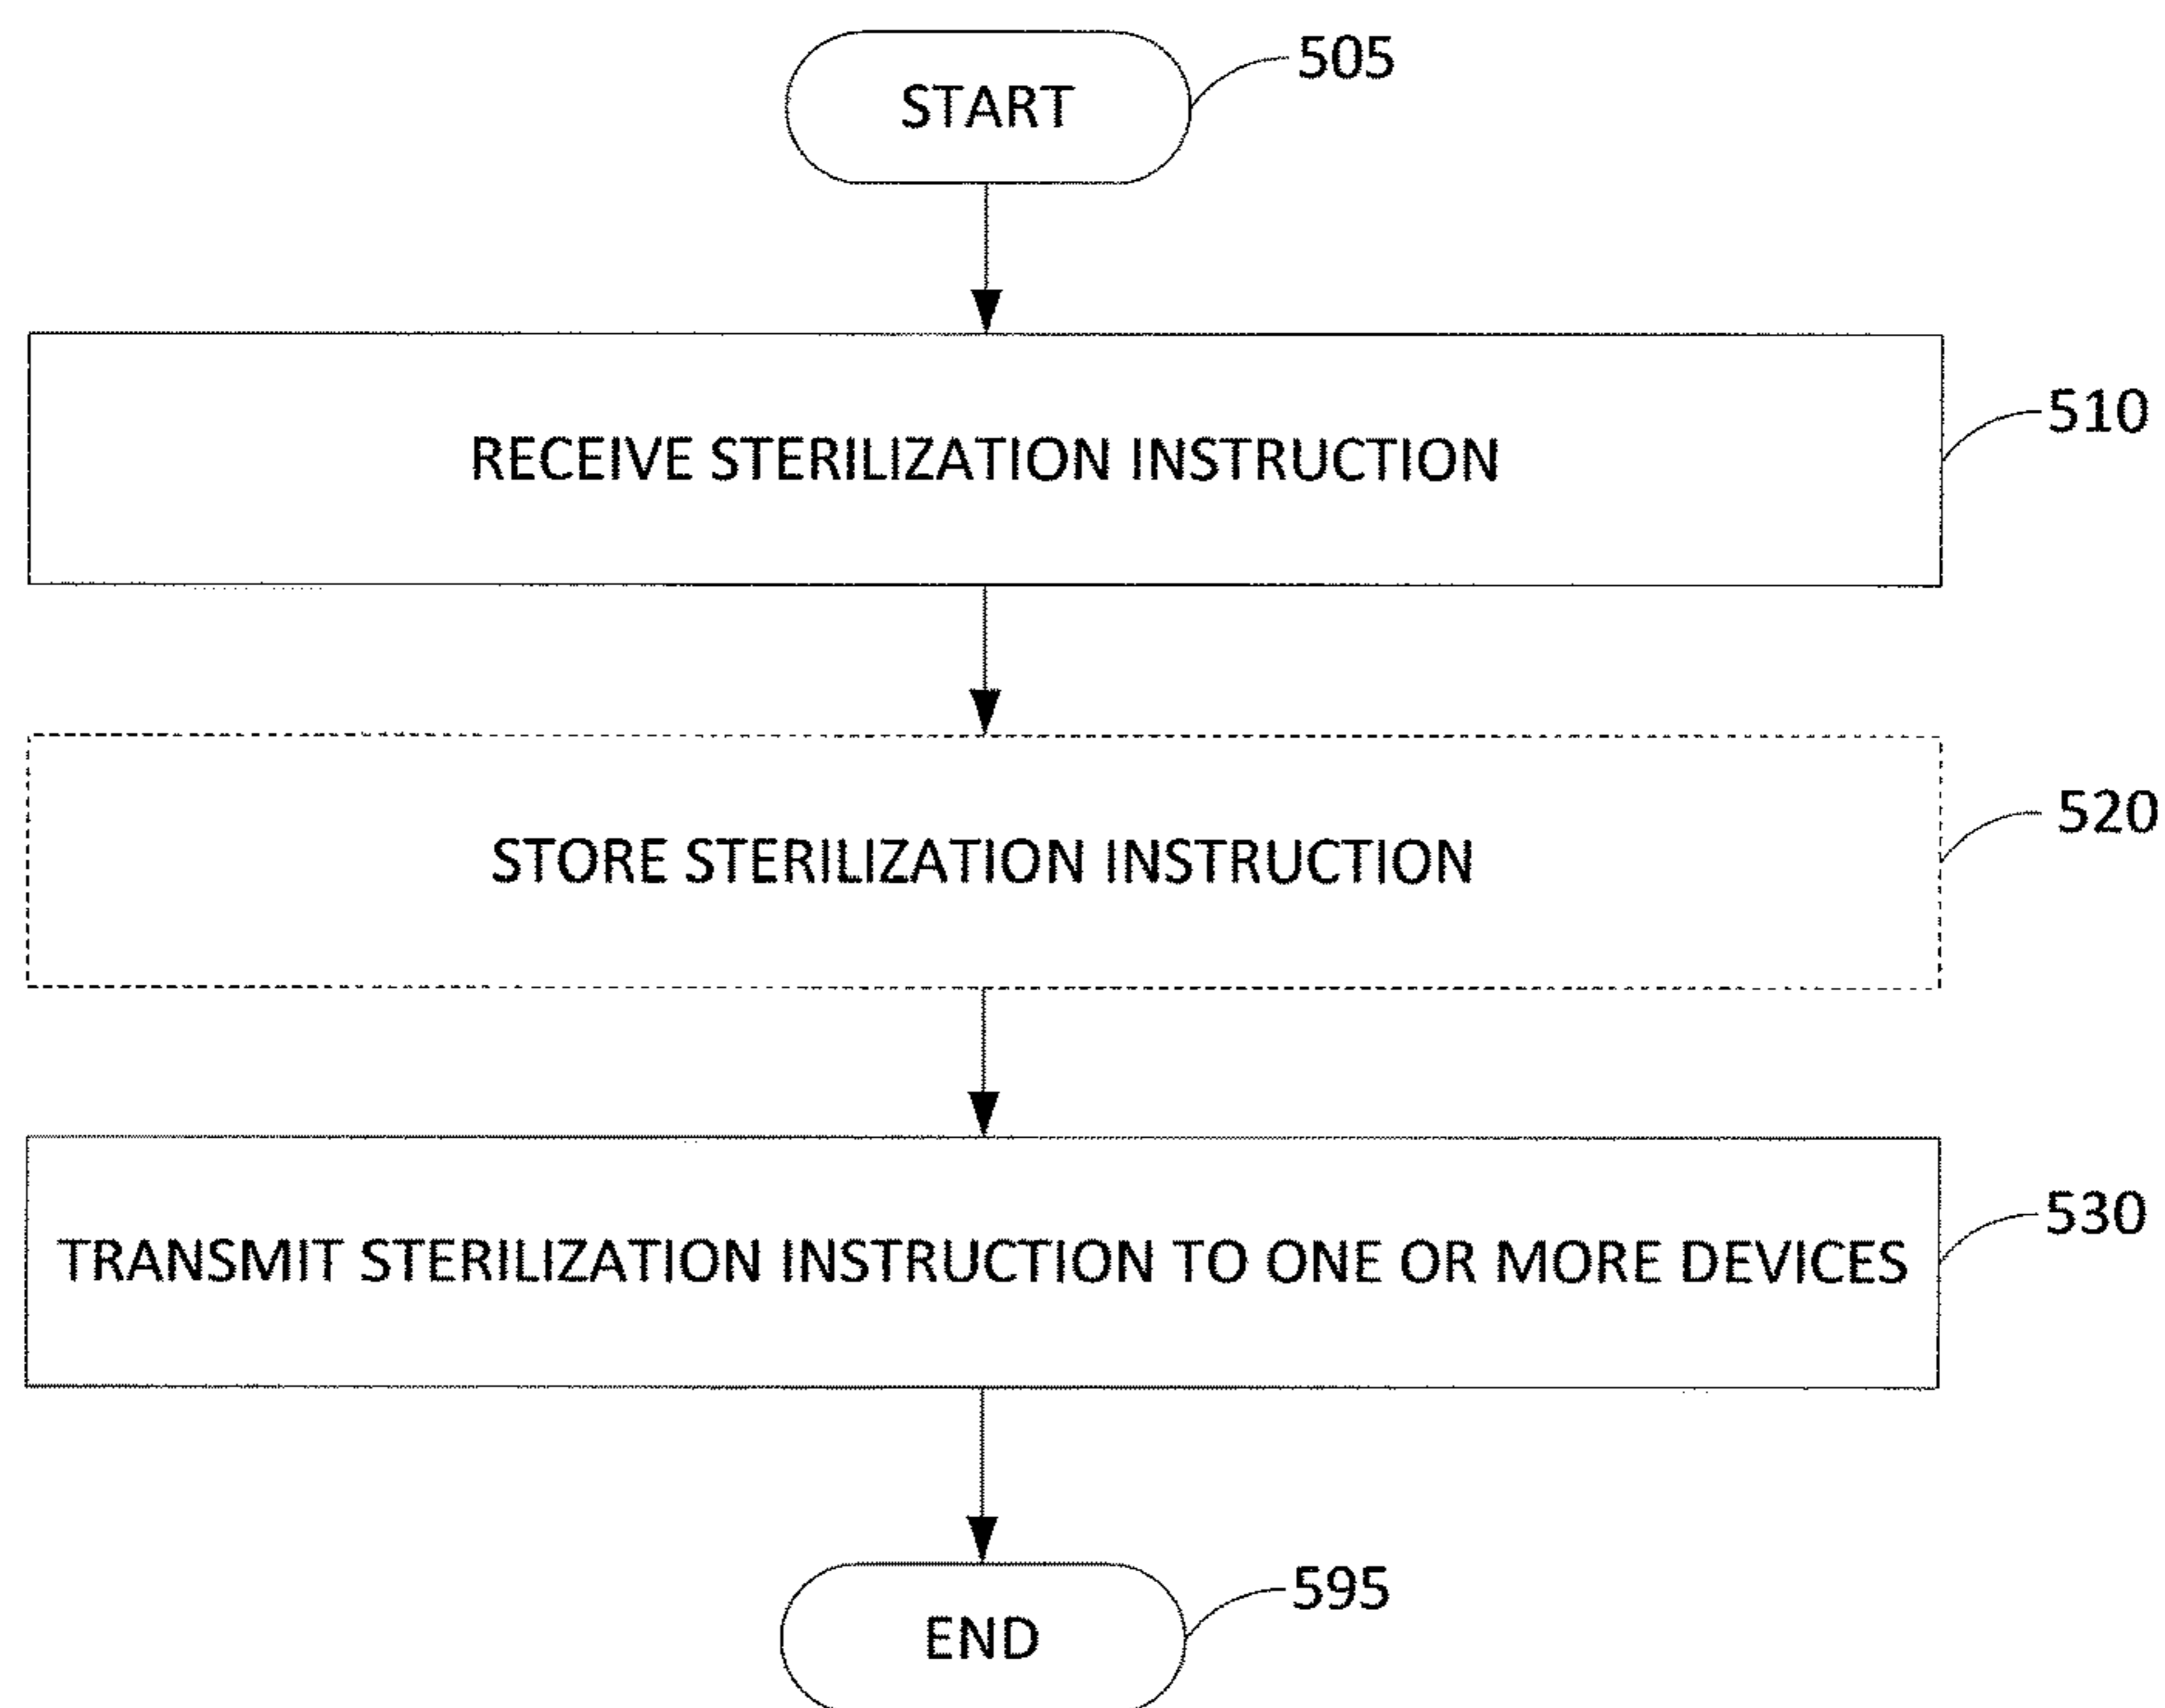 START
505
RECEIVE STERILIZATION INSTRUCTION
510
STORE STERILIZATION INSTRUCTION
520
TRANSMIT STERILIZATION INSTRUCTION TO ONE OR MORE DEVICES
530
END
595